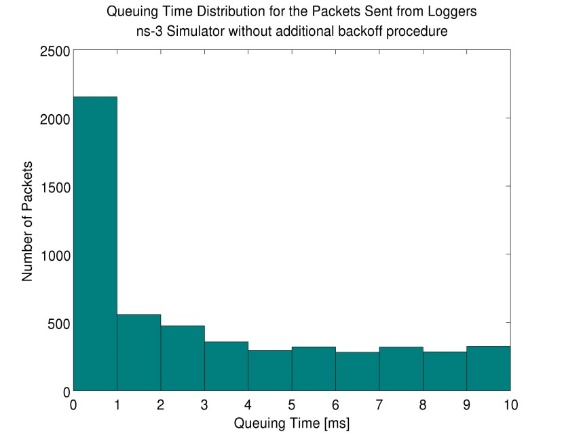 Queuing Time Distribution for the Packets Sent from Loggers
ns-3 Simulator without additional backoff procedure
2500
2000
1500
1000
500
0
Number of Packets
0 1 2 3 4 5 6 7 8 9 10
Queuing Time [ms]